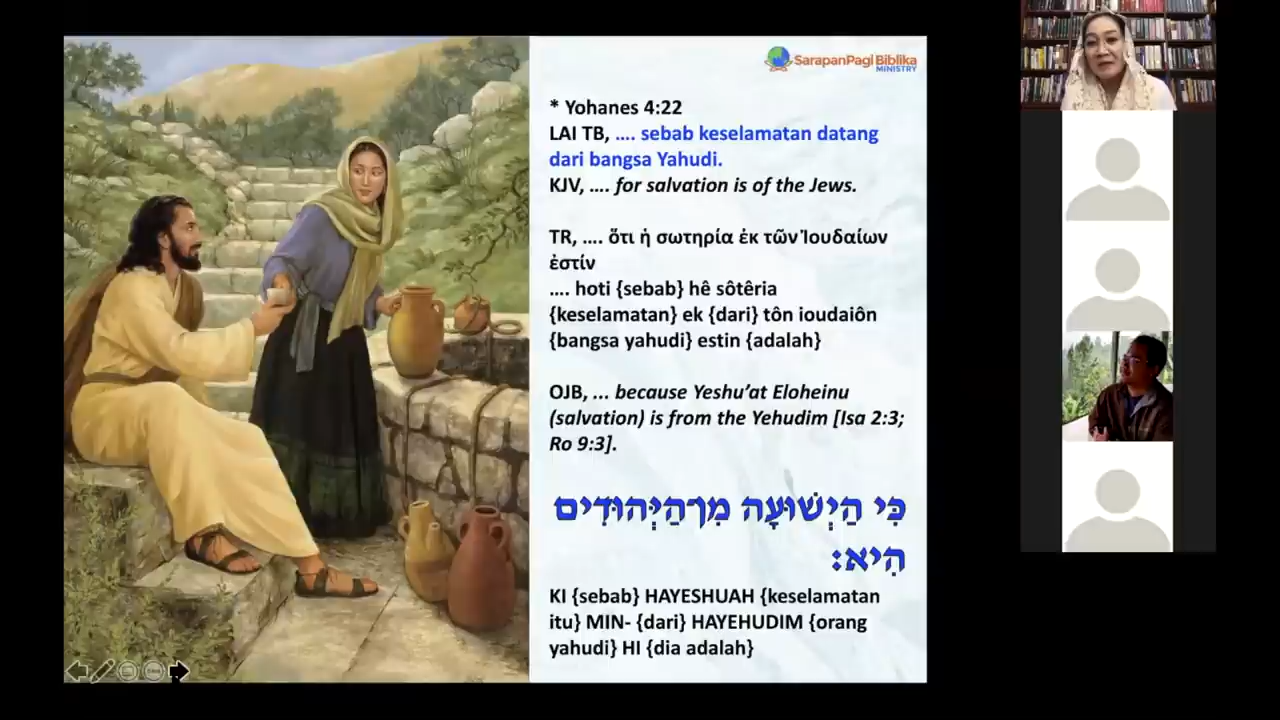 SarapanPagi Biblika
MINISTRY
* Yohanes 4:22
LAI TB, .... sebab keselamatan datang
dari bangsa Yahudi.
KJV, .... for salvation is of the Jews.
TR, .... ὅτι ἡ σωτηρία ἐκ τῶν Ἰουδαίων
ἐστίν
.... hoti {sebab} hê sôtêria
{keselamatan} ek {dari} tôn ioudaiôn
{bangsa yahudi} estin {adalah}
OJB, ... because Yeshu’at Eloheinu
(salvation) is from the Yehudim [Isa 2:3;
Ro 9:3].
כִּי הַיְשׁוּעָה מִן־הַיְּהוּדִים
הִיא׃
KI {sebab} HAYESHUAH {keselamatan
itu} MIN- {dari} HAYEHUDIM {orang
yahudi} HI {dia adalah}